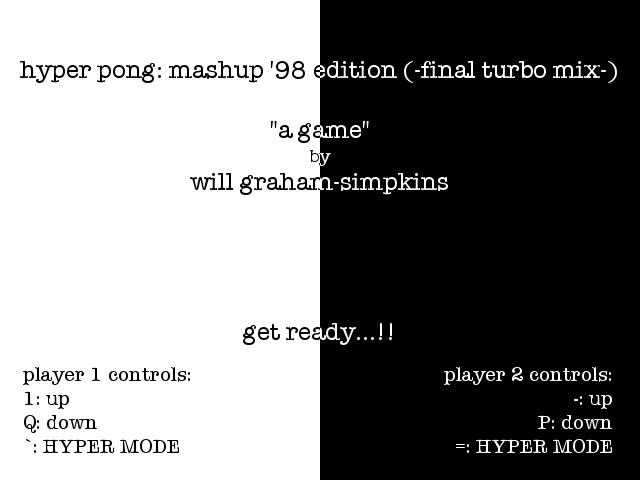 hyper pong: mashup '98 edition (-final turbo mix-)
"a game"
by
will graham-simpkins
get ready...!!
player 1 controls:
1: up
Q: down
`: HYPER MODE
player 2 controls:
-: up
P: down
=: HYPER MODE